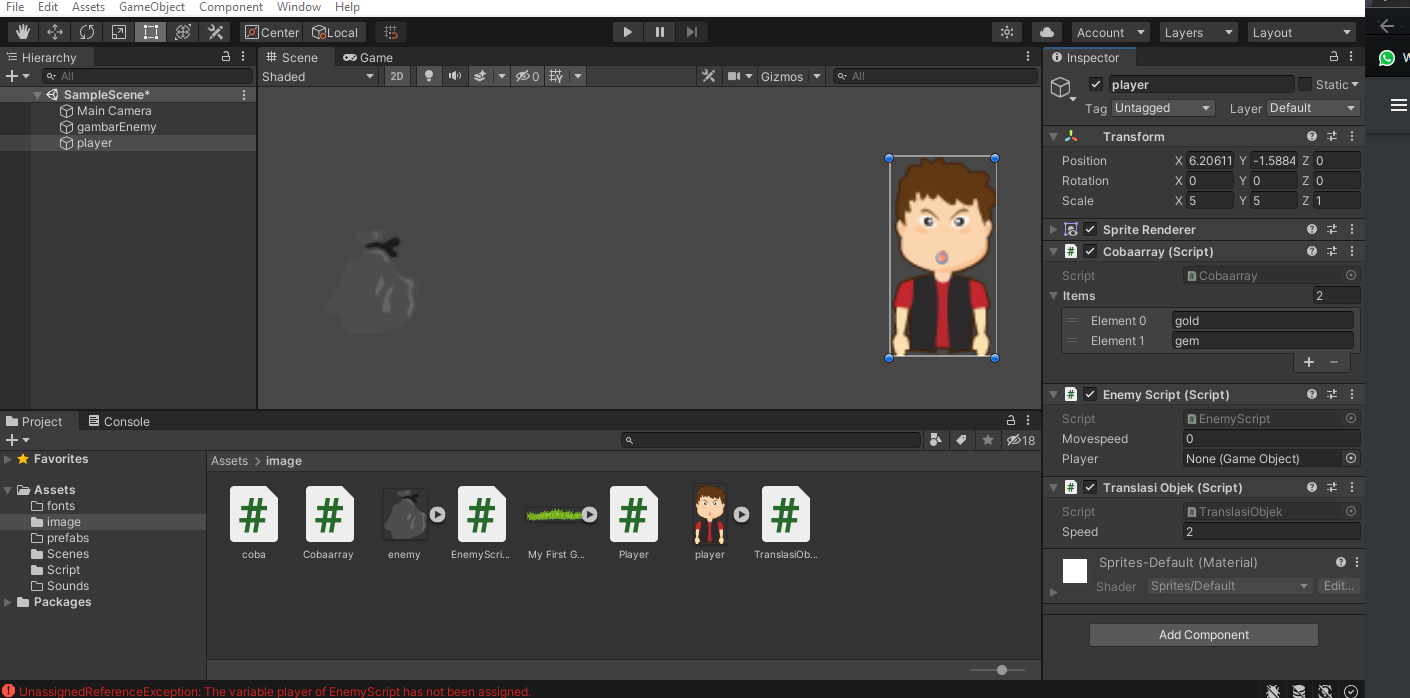 File Edit Assets GameObject Component Window Help
Center Local Account Layers Layout
Hierarchy
All
SampleScene*
Main Camera
gambarEnemy
player
Scene Game
Shaded 2D 0 Gizmos All
Inspector
player Static
Tag Untagged Layer Default
Transform
Position X 6.20611 Y -1.5884 Z 0
Rotation X 0 Y 0 Z 0
Scale X 5 Y 5 Z 1
Sprite Renderer
# Cobaarray (Script)
Script Cobaarray
Items 2
Element 0 gold
Element 1 gem
+ −
# Enemy Script (Script)
Script EnemyScript
Movespeed 0
Player None (Game Object)
# Translasi Objek (Script)
Script TranslasiObjek
Speed 2
Sprites-Default (Material)
Shader Sprites/Default Edit...
Add Component
Project Console
18
Favorites
Assets
fonts
image
prefabs
Scenes
Script
Sounds
Packages
Assets > image
coba Cobaarray enemy EnemyScri... My First G... Player player TranslasiOb...
UnassignedReferenceException: The variable player of EnemyScript has not been assigned.